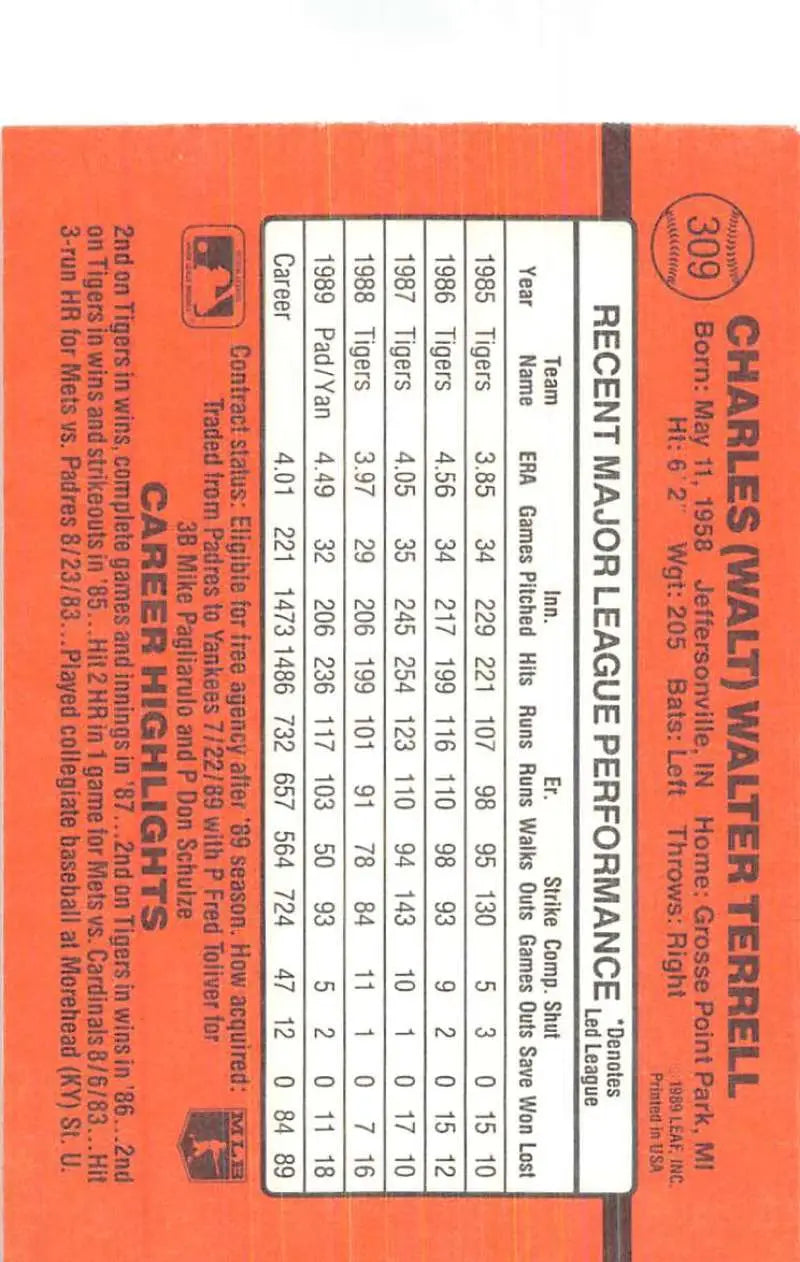 309
CHARLES (WALT) WALTER TERRELL
Born: May 11, 1958 Jeffersonville, IN Home: Grosse Point Park, MI
Ht: 6'2" Wgt: 205 Bats: Left Throws: Right
1989 LEAF, INC.
Printed in USA
RECENT MAJOR LEAGUE PERFORMANCE *Denotes
Led League
Team Inn. Er. Strike Comp. Shut
Year Name ERA Games Pitched Hits Runs Runs Walks Outs Games Outs Save Won Lost
1985 Tigers 3.85 34 229 221 107 98 95 130 5 3 0 15 10
1986 Tigers 4.56 34 217 199 116 110 98 93 9 2 0 15 12
1987 Tigers 4.05 35 245 254 123 110 94 143 10 1 0 17 10
1988 Tigers 3.97 29 206 199 101 91 78 84 11 1 0 7 16
1989 Pad/Yan 4.49 32 206 236 117 103 50 93 5 2 0 11 18
Career 4.01 221 1473 1486 732 657 564 724 47 12 0 84 89
Contract status: Eligible for free agency after '89 season. How acquired:
Traded from Padres to Yankees 7/22/89 with P Fred Toliver for
3B Mike Pagliarulo and P Don Schulze
MLB
CAREER HIGHLIGHTS
2nd on Tigers in wins, complete games and innings in '87...2nd on Tigers in wins in '86...2nd
on Tigers in wins and strikeouts in '85...Hit 2 HR in 1 game for Mets vs. Cardinals 8/6/83...Hit
3-run HR for Mets vs. Padres 8/23/83...Played collegiate baseball at Morehead (KY) St. U.